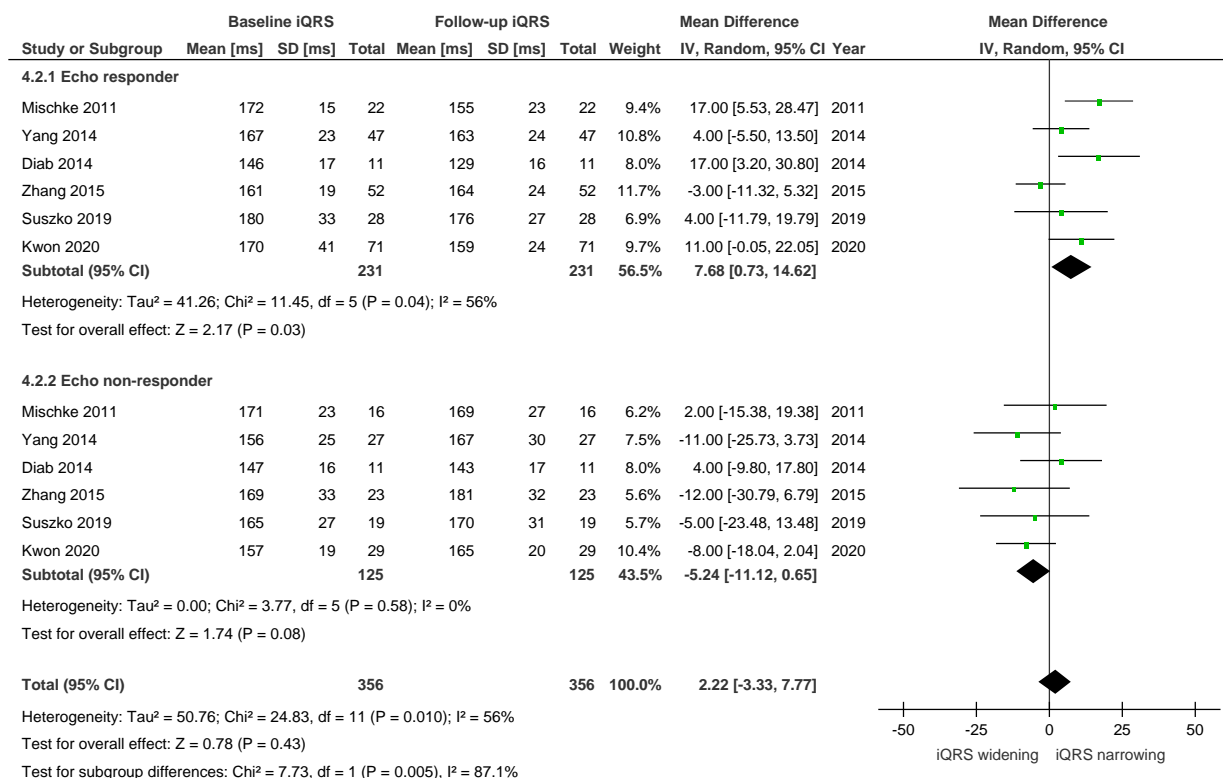 Baseline iQRS Follow-up iQRS Mean Difference Mean Difference
Study or Subgroup Mean [ms] SD [ms] Total Mean [ms] SD [ms] Total Weight IV, Random, 95% CI Year IV, Random, 95% CI
4.2.1 Echo responder
Mischke 2011 172 15 22 155 23 22 9.4% 17.00 [5.53, 28.47] 2011
Yang 2014 167 23 47 163 24 47 10.8% 4.00 [-5.50, 13.50] 2014
Diab 2014 146 17 11 129 16 11 8.0% 17.00 [3.20, 30.80] 2014
Zhang 2015 161 19 52 164 24 52 11.7% -3.00 [-11.32, 5.32] 2015
Suszko 2019 180 33 28 176 27 28 6.9% 4.00 [-11.79, 19.79] 2019
Kwon 2020 170 41 71 159 24 71 9.7% 11.00 [-0.05, 22.05] 2020
Subtotal (95% CI) 231 231 56.5% 7.68 [0.73, 14.62]
Heterogeneity: Tau² = 41.26; Chi² = 11.45, df = 5 (P = 0.04); I² = 56%
Test for overall effect: Z = 2.17 (P = 0.03)
4.2.2 Echo non-responder
Mischke 2011 171 23 16 169 27 16 6.2% 2.00 [-15.38, 19.38] 2011
Yang 2014 156 25 27 167 30 27 7.5% -11.00 [-25.73, 3.73] 2014
Diab 2014 147 16 11 143 17 11 8.0% 4.00 [-9.80, 17.80] 2014
Zhang 2015 169 33 23 181 32 23 5.6% -12.00 [-30.79, 6.79] 2015
Suszko 2019 165 27 19 170 31 19 5.7% -5.00 [-23.48, 13.48] 2019
Kwon 2020 157 19 29 165 20 29 10.4% -8.00 [-18.04, 2.04] 2020
Subtotal (95% CI) 125 125 43.5% -5.24 [-11.12, 0.65]
Heterogeneity: Tau² = 0.00; Chi² = 3.77, df = 5 (P = 0.58); I² = 0%
Test for overall effect: Z = 1.74 (P = 0.08)
Total (95% CI) 356 356 100.0% 2.22 [-3.33, 7.77]
Heterogeneity: Tau² = 50.76; Chi² = 24.83, df = 11 (P = 0.010); I² = 56%
Test for overall effect: Z = 0.78 (P = 0.43)
Test for subgroup differences: Chi² = 7.73, df = 1 (P = 0.005), I² = 87.1%
-50 -25 0 25 50
iQRS widening iQRS narrowing